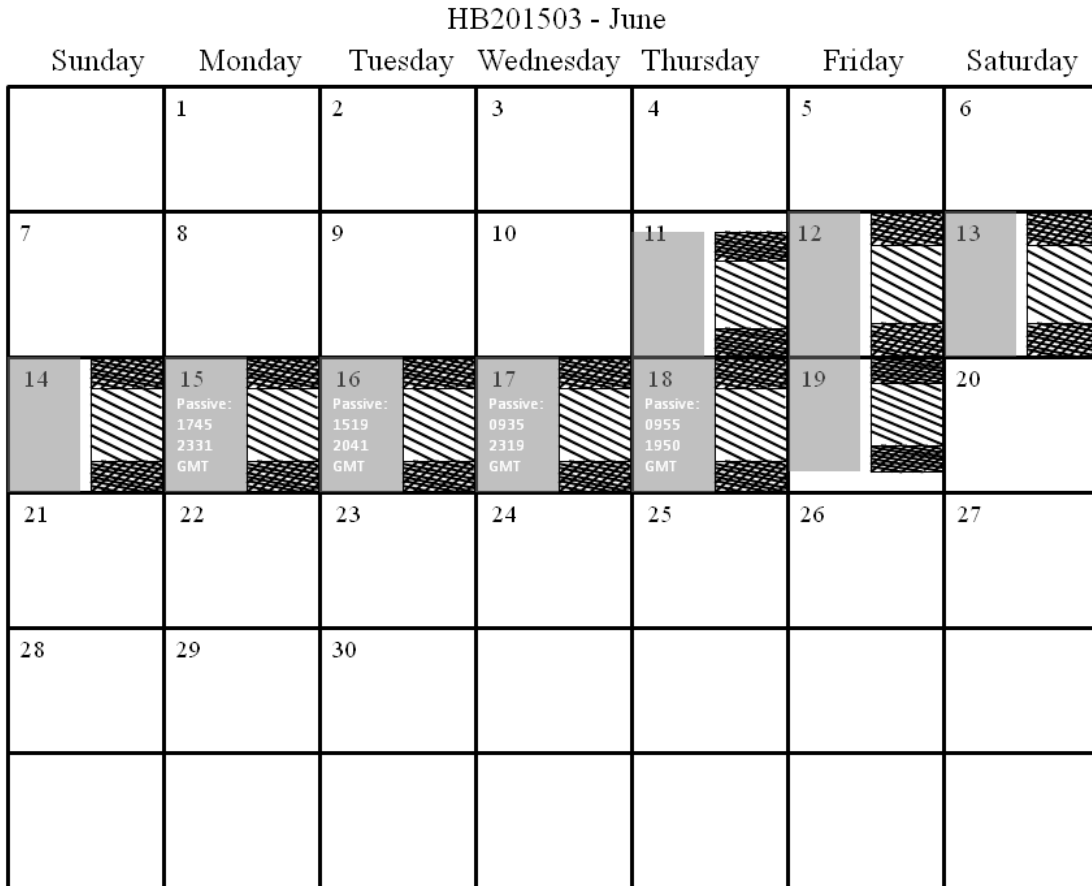 HB201503 - June
Sunday Monday Tuesday Wednesday Thursday Friday Saturday
1 2 3 4 5 6
7 8 9 10 11 12 13
14 15 16 17 18 19 20
Passive: Passive: Passive: Passive:
1745 1519 0935 0955
2331 2041 2319 1950
GMT GMT GMT GMT
21 22 23 24 25 26 27
28 29 30